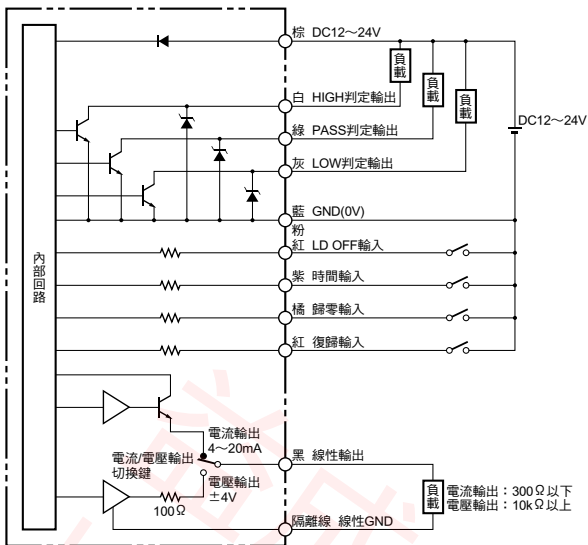 棕 DC12～24V
負載
負載
負載
白 HIGH判定輸出
綠 PASS判定輸出
灰 LOW判定輸出
DC12～24V
藍 GND(0V)
粉
紅 LD OFF輸入
紫 時間輸入
橘 歸零輸入
紅 復歸輸入
內部回路
電流輸出
4～20mA
電流/電壓輸出
切換鍵
電壓輸出
±4V
100Ω
黑 線性輸出
負載
電流輸出：300Ω以下
電壓輸出：10kΩ以上
隔離線 線性GND